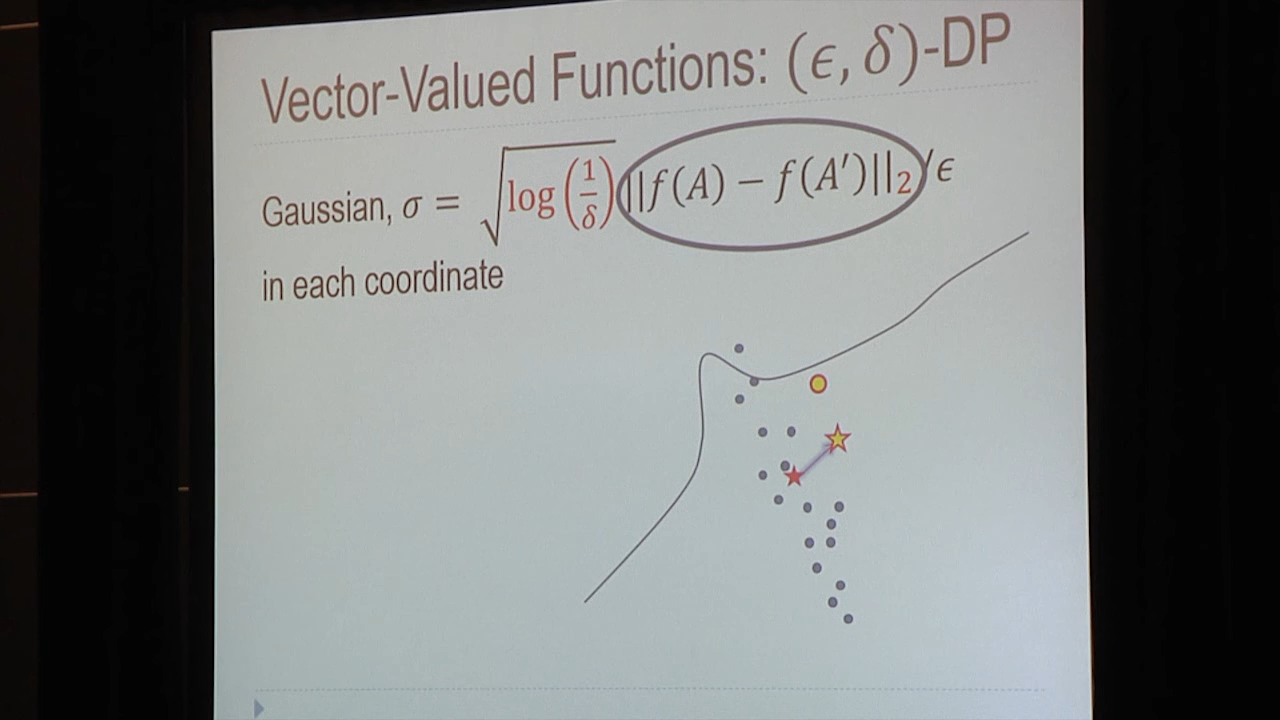 Vector-Valued Functions: (ϵ, δ)-DP
Gaussian, σ = √log(1/δ) ||f(A) − f(A′)||₂/ϵ
in each coordinate